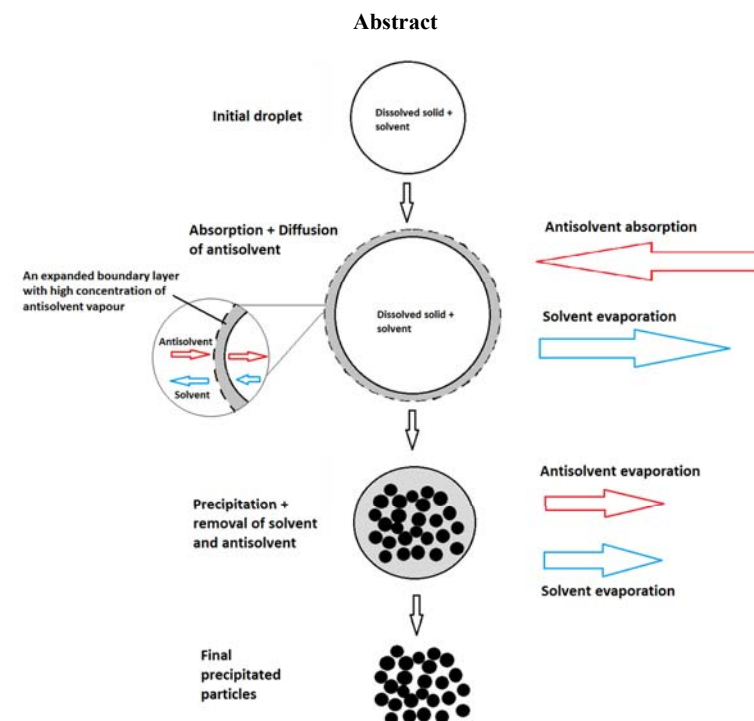 Abstract
Initial droplet
Dissolved solid +
solvent
Absorption + Diffusion
of antisolvent
Antisolvent absorption
An expanded boundary layer
with high concentration of
antisolvent vapour
Dissolved solid +
solvent
Solvent evaporation
Antisolvent
Solvent
Antisolvent evaporation
Precipitation +
removal of solvent
and antisolvent
Solvent evaporation
Final
precipitated
particles